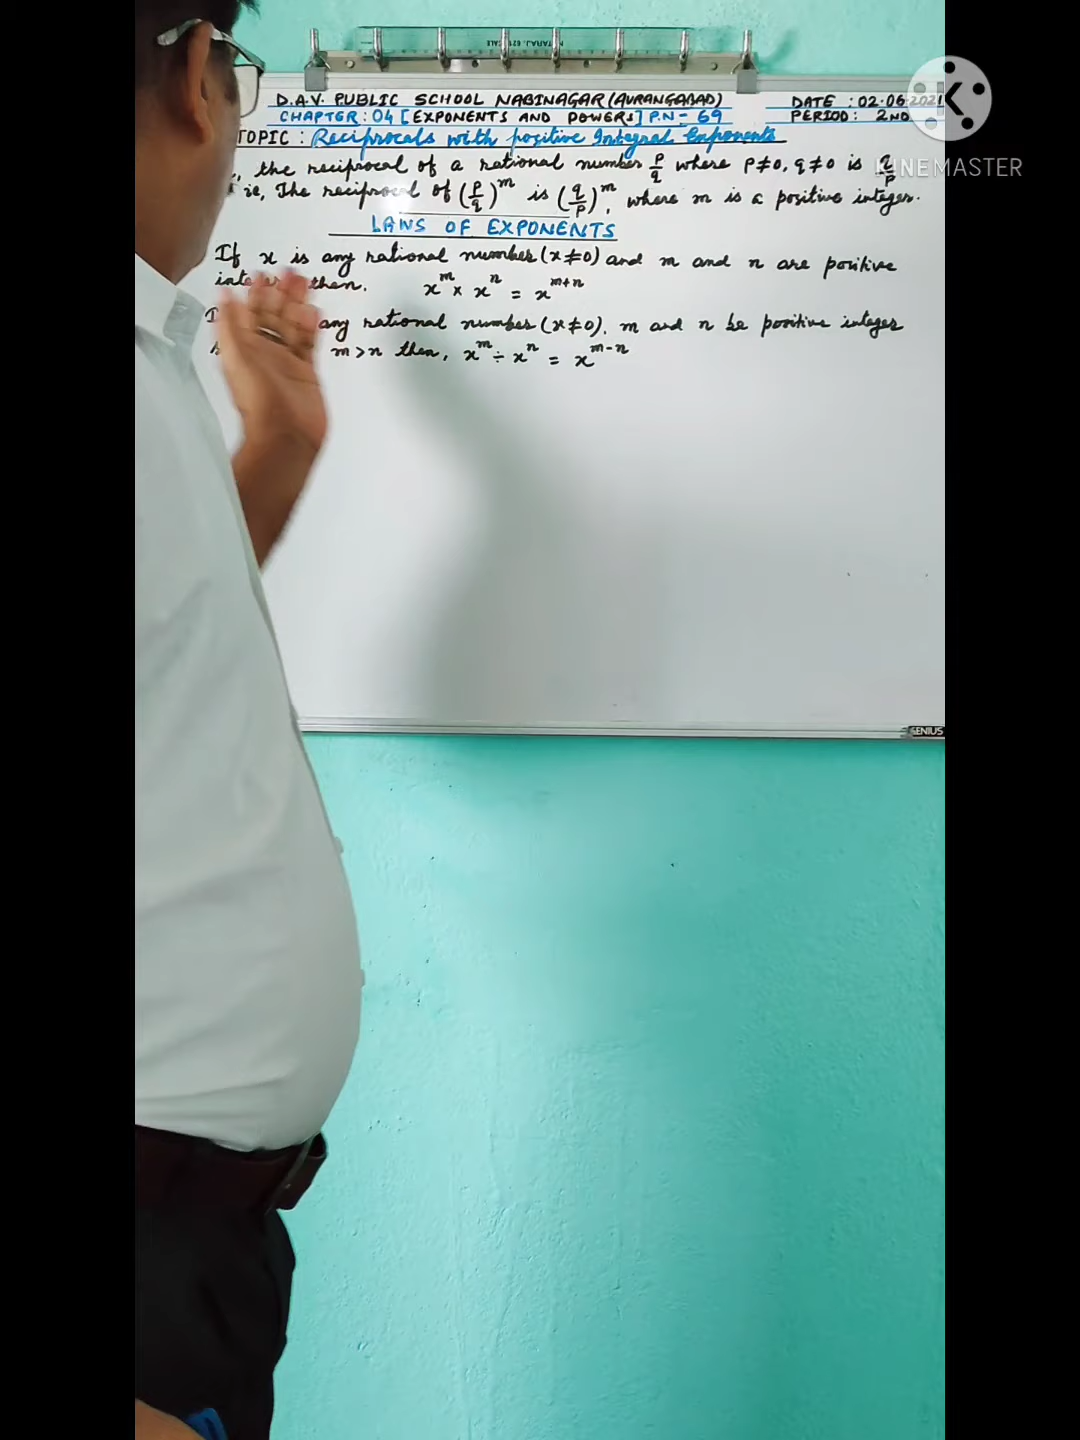 D.A.V. PUBLIC SCHOOL NABINAGAR (AURANGABAD) DATE : 02.06.2021
CHAPTER : 04 [EXPONENTS AND POWERS] P.N - 69 PERIOD : 2ND
TOPIC : Reciprocals with positive Integral Exponents
the reciprocal of a rational number p/q where p≠0, q≠0 is q/p
ie, The reciprocal of (p/q)^m is (q/p)^m, where m is a positive integer.
LAWS OF EXPONENTS
If x is any rational number (x≠0) and m and n are positive
then. x^m × x^n = x^(m+n)
any rational number (x≠0). m and n be positive integer
m>n then, x^m ÷ x^n = x^(m-n)
GENIUS
KINEMASTER